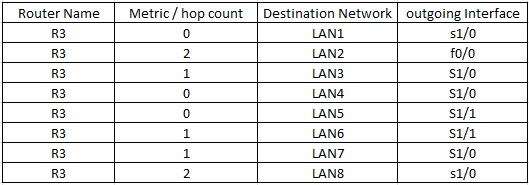 Router Name Metric / hop count Destination Network outgoing Interface
R3 0 LAN1 s1/0
R3 2 LAN2 f0/0
R3 1 LAN3 S1/0
R3 0 LAN4 S1/0
R3 0 LAN5 S1/1
R3 1 LAN6 S1/1
R3 1 LAN7 S1/0
R3 2 LAN8 s1/0